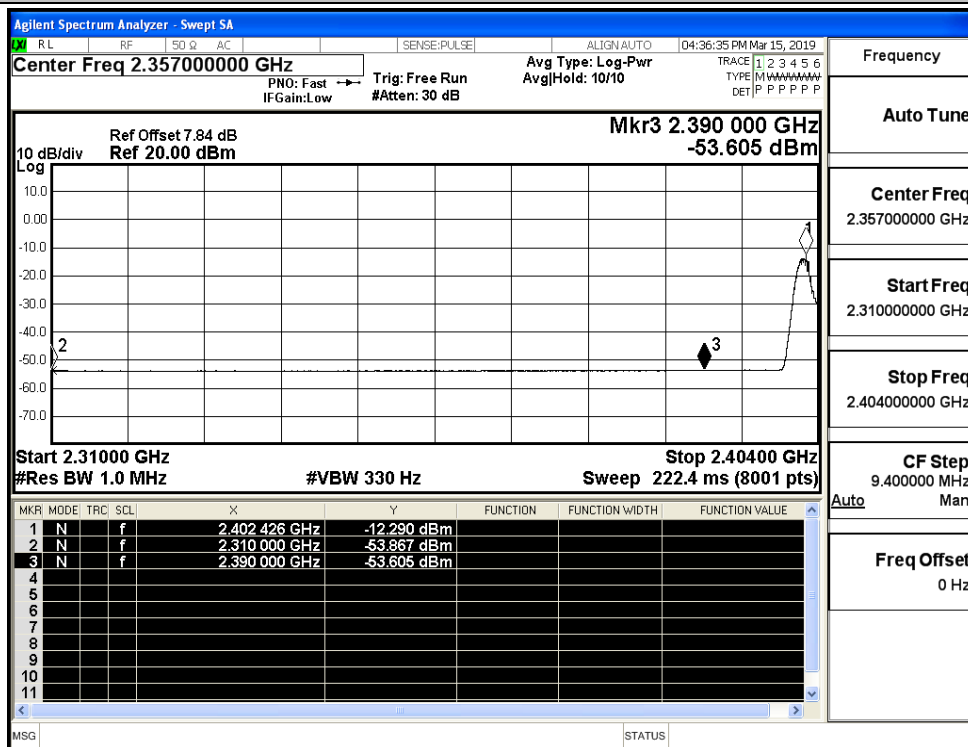 Agilent Spectrum Analyzer - Swept SA
LXI RL RF 50 Ω AC SENSE:PULSE ALIGN AUTO 04:36:35 PM Mar 15, 2019
Center Freq 2.357000000 GHz
PNO: Fast
IFGain:Low
Trig: Free Run
#Atten: 30 dB
Avg Type: Log-Pwr
Avg|Hold: 10/10
TRACE 1 2 3 4 5 6
TYPE M WWWWW
DET P P P P P P
Ref Offset 7.84 dB
10 dB/div Ref 20.00 dBm
Log
Mkr3 2.390 000 GHz
-53.605 dBm
10.0
0.00
-10.0
-20.0
-30.0
-40.0
-50.0
-60.0
-70.0
1
2
3
Start 2.31000 GHz Stop 2.40400 GHz
#Res BW 1.0 MHz #VBW 330 Hz Sweep 222.4 ms (8001 pts)
MKR MODE TRC SCL X Y FUNCTION FUNCTION WIDTH FUNCTION VALUE
1 N f 2.402 426 GHz -12.290 dBm
2 N f 2.310 000 GHz -53.867 dBm
3 N f 2.390 000 GHz -53.605 dBm
4
5
6
7
8
9
10
11
MSG STATUS
Frequency
Auto Tune
Center Freq
2.357000000 GHz
Start Freq
2.310000000 GHz
Stop Freq
2.404000000 GHz
CF Step
9.400000 MHz
Auto Man
Freq Offset
0 Hz